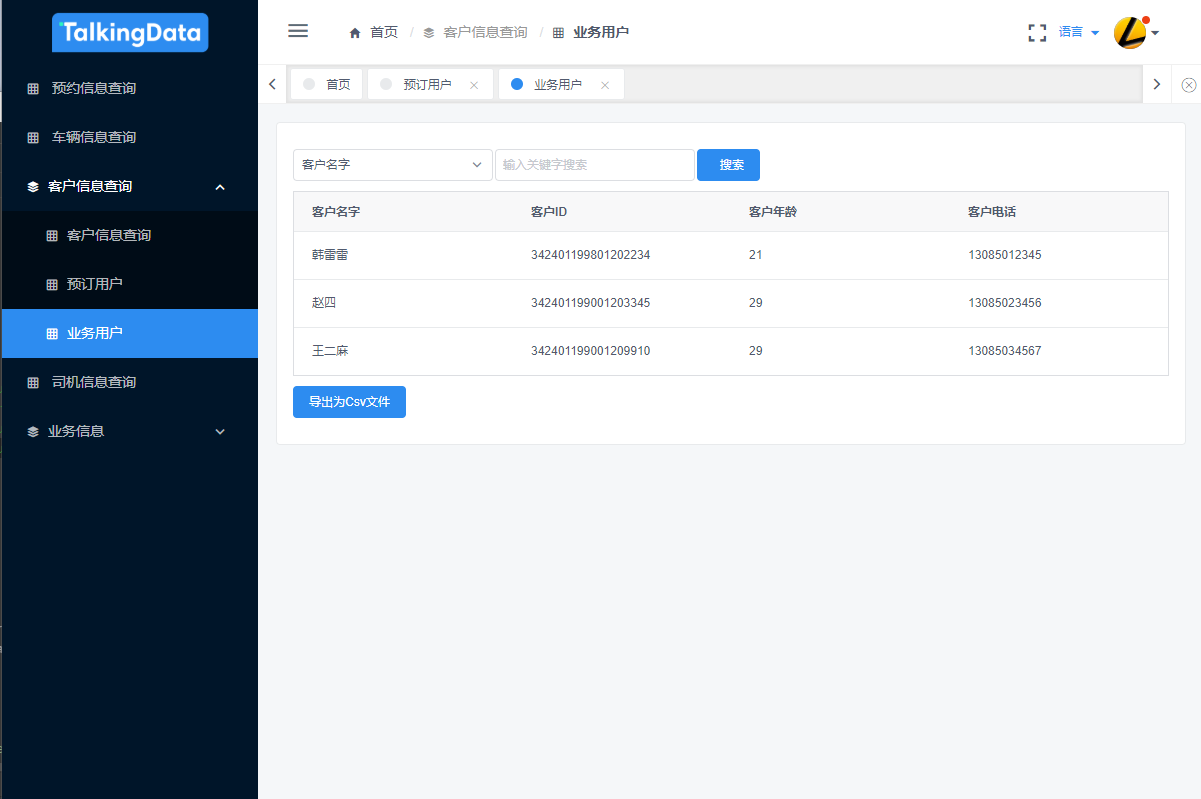 TalkingData
预约信息查询
车辆信息查询
客户信息查询
客户信息查询
预订用户
业务用户
司机信息查询
业务信息
首页 / 客户信息查询 / 业务用户
语言
首页 预订用户 业务用户
客户名字 输入关键字搜索 搜索
客户名字 客户ID 客户年龄 客户电话
韩雷雷 342401199801202234 21 13085012345
赵四 342401199001203345 29 13085023456
王二麻 342401199001209910 29 13085034567
导出为Csv文件